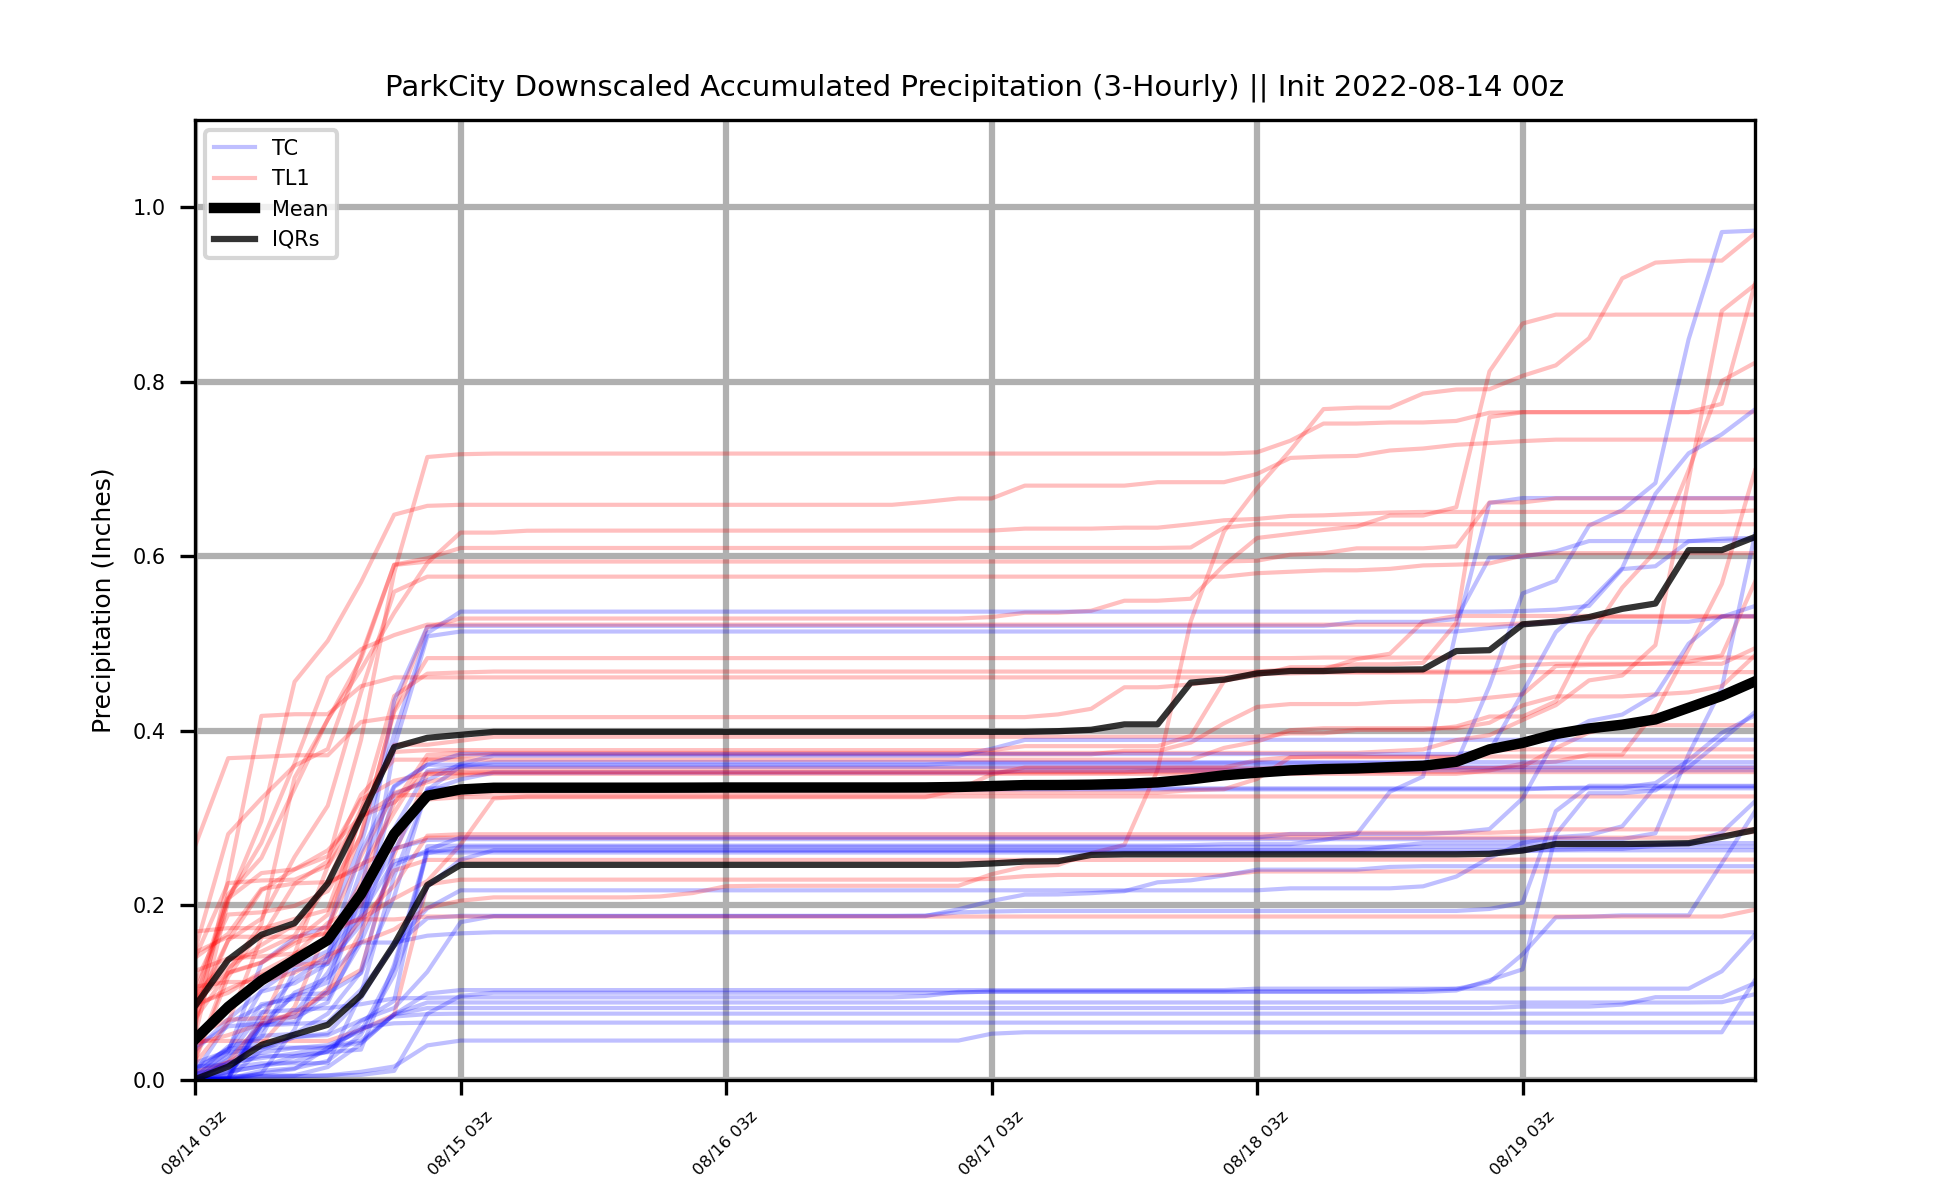 ParkCity Downscaled Accumulated Precipitation (3-Hourly) || Init 2022-08-14 00z
TC
TL1
Mean
IQRs
Precipitation (Inches)
1.0
0.8
0.6
0.4
0.2
0.0
08/14 03z
08/15 03z
08/16 03z
08/17 03z
08/18 03z
08/19 03z